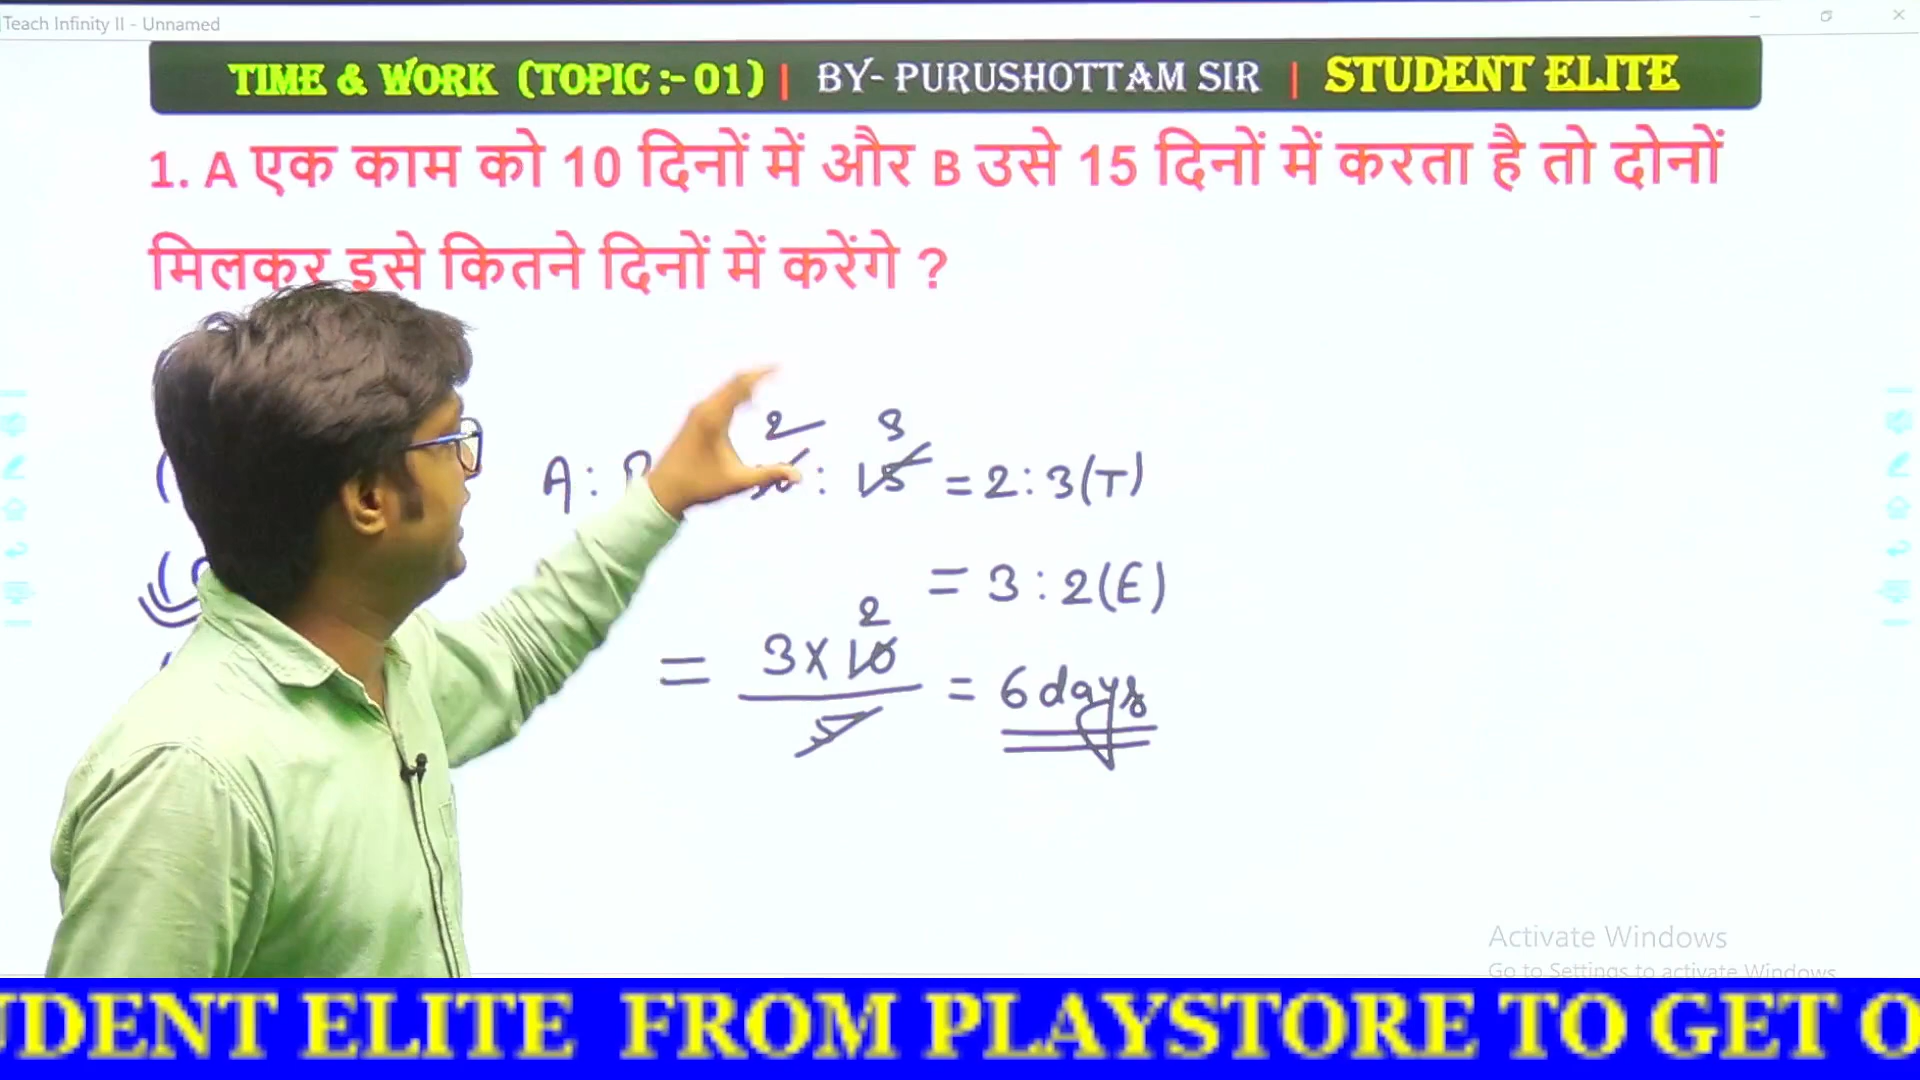 Teach Infinity II - Unnamed
TIME & WORK (TOPIC :- 01) | BY- PURUSHOTTAM SIR | STUDENT ELITE
1. A एक काम को 10 दिनों में और B उसे 15 दिनों में करता है तो दोनों
मिलकर इसे कितने दिनों में करेंगे ?
2 3
A : : 15 = 2 : 3 (T)
= 3 : 2 (E)
2
= 3 X 10 = 6 days
5
Activate Windows
Go to Settings to activate Windows
UDENT ELITE FROM PLAYSTORE TO GET O